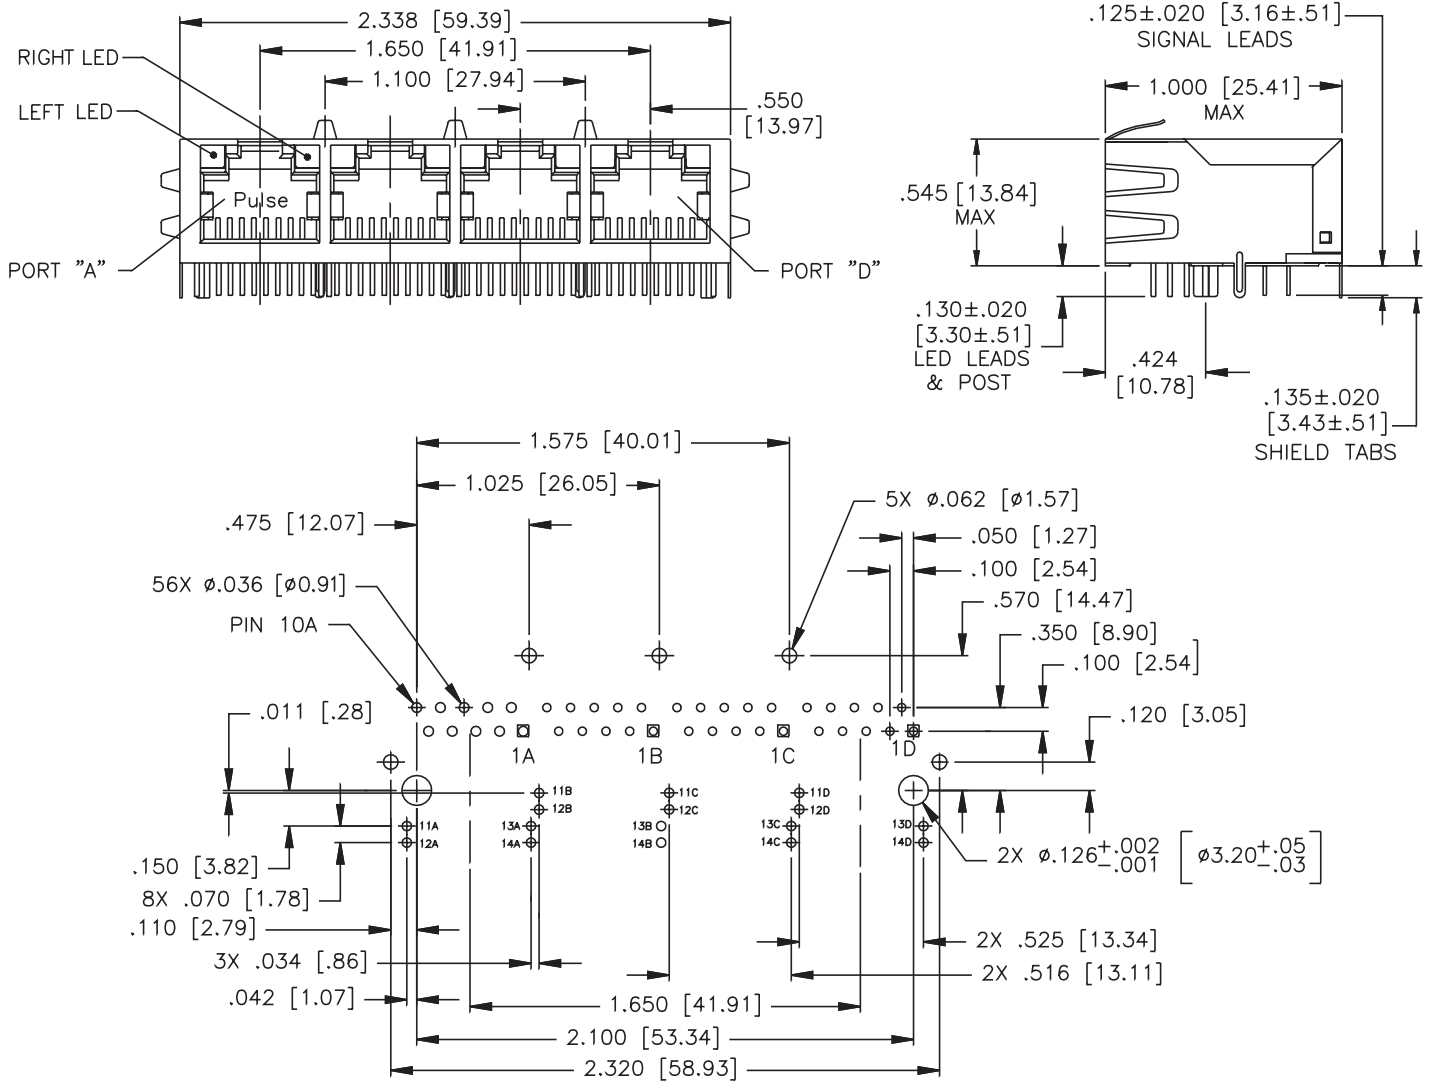 2.338 [59.39]
1.650 [41.91]
1.100 [27.94]
.550
[13.97]
RIGHT LED
LEFT LED
Pulse
PORT "A"
PORT "D"
.125±.020 [3.16±.51]
SIGNAL LEADS
1.000 [25.41]
MAX
.545 [13.84]
MAX
.130±.020
[3.30±.51]
LED LEADS
& POST
.424
[10.78]
.135±.020
[3.43±.51]
SHIELD TABS
1.575 [40.01]
1.025 [26.05]
.475 [12.07]
56X ø.036 [ø0.91]
PIN 10A
5X ø.062 [ø1.57]
.050 [1.27]
.100 [2.54]
.570 [14.47]
.350 [8.90]
.100 [2.54]
.011 [.28]
.120 [3.05]
1A
1B
1C
1D
11B
12B
11C
12C
11D
12D
11A
12A
13A
14A
13B
14B
13C
14C
13D
14D
.150 [3.82]
8X .070 [1.78]
.110 [2.79]
3X .034 [.86]
.042 [1.07]
2X ø.126 +.002 -.001 [ø3.20 +.05 -.03]
2X .525 [13.34]
2X .516 [13.11]
1.650 [41.91]
2.100 [53.34]
2.320 [58.93]